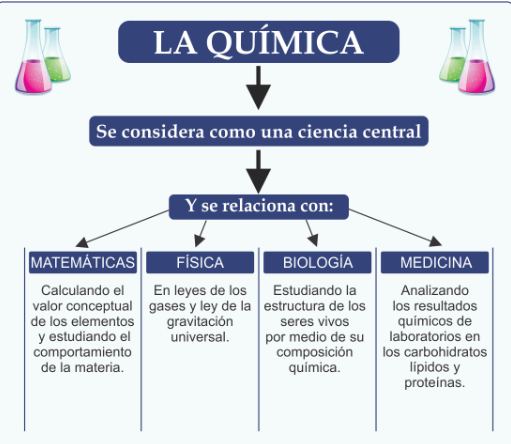 LA QUÍMICA
Se considera como una ciencia central
Y se relaciona con:
MATEMÁTICAS
Calculando el
valor conceptual
de los elementos
y estudiando el
comportamiento
de la materia.
FÍSICA
En leyes de los
gases y ley de la
gravitación
universal.
BIOLOGÍA
Estudiando la
estructura de los
seres vivos
por medio de su
composición
química.
MEDICINA
Analizando
los resultados
químicos de
laboratorios en
los carbohidratos
lípidos y
proteínas.